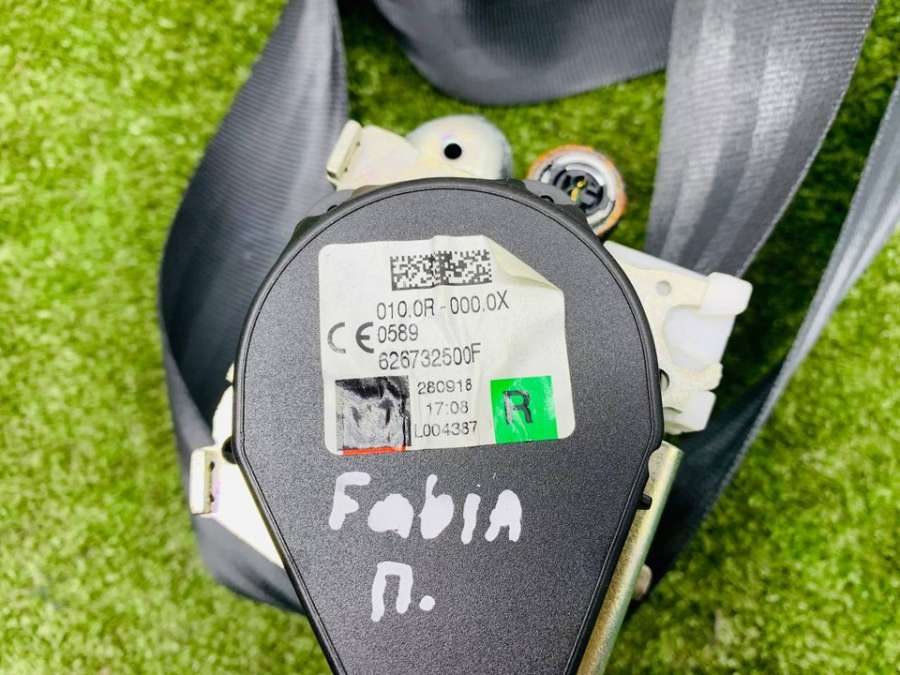 010.0R-000.0X
CE 0589
626732500F
280918
17:08
L004387
R
Fabia
П.